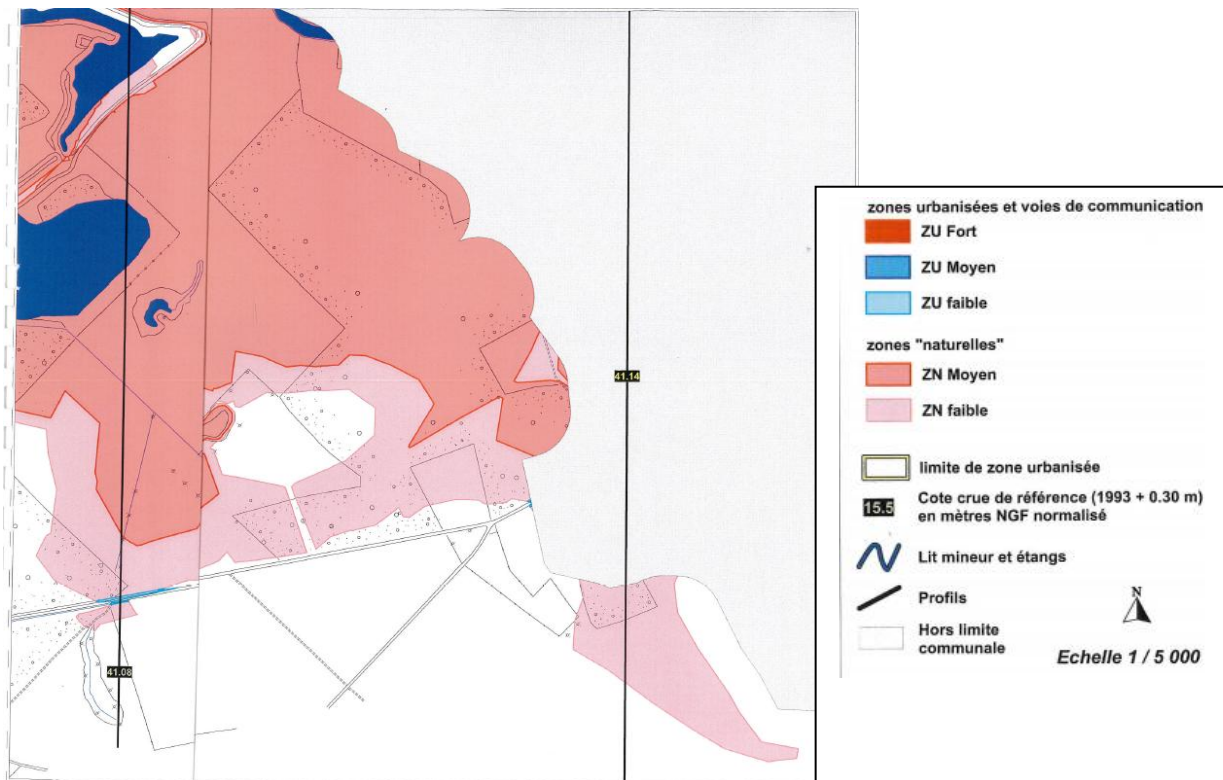 41.14
41.08
zones urbanisées et voies de communication
ZU Fort
ZU Moyen
ZU faible
zones "naturelles"
ZN Moyen
ZN faible
limite de zone urbanisée
15.5
Cote crue de référence (1993 + 0.30 m)
en mètres NGF normalisé
Lit mineur et étangs
Profils
N
Hors limite
communale
Echelle 1 / 5 000